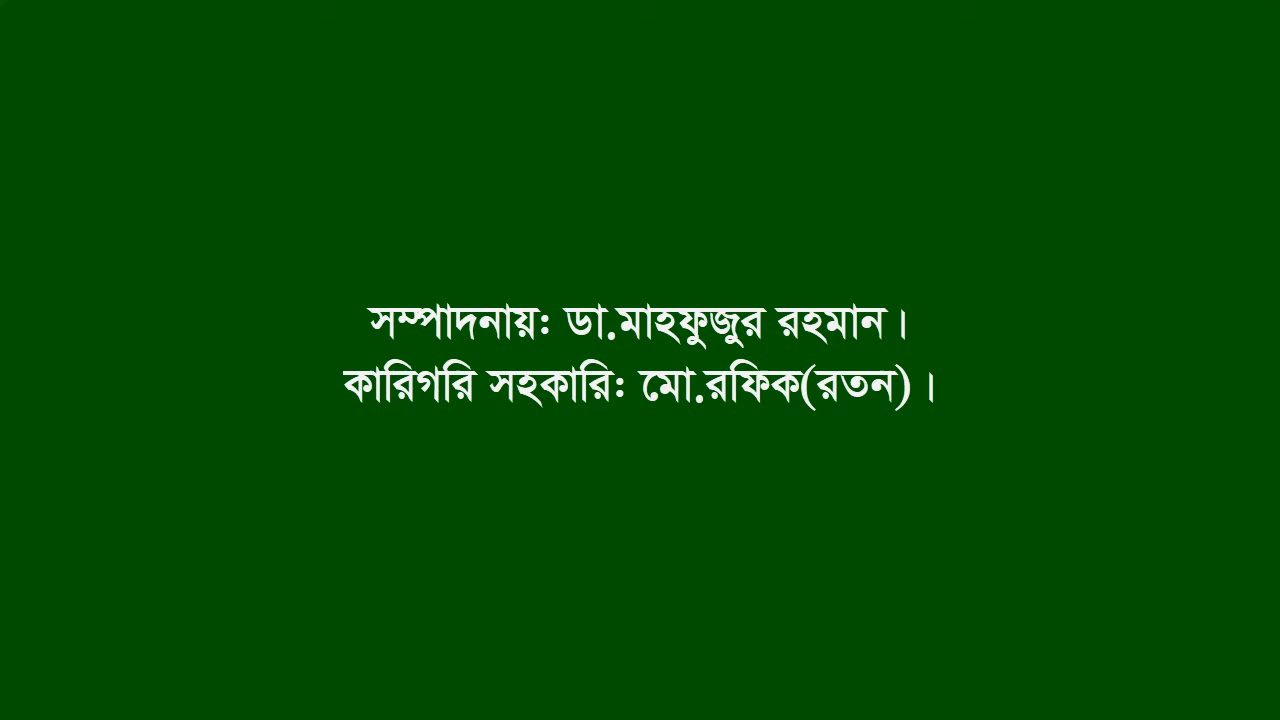 সম্পাদনায়: ডা.মাহফুজুর রহমান।
কারিগরি সহকারি: মো.রফিক(রতন)।